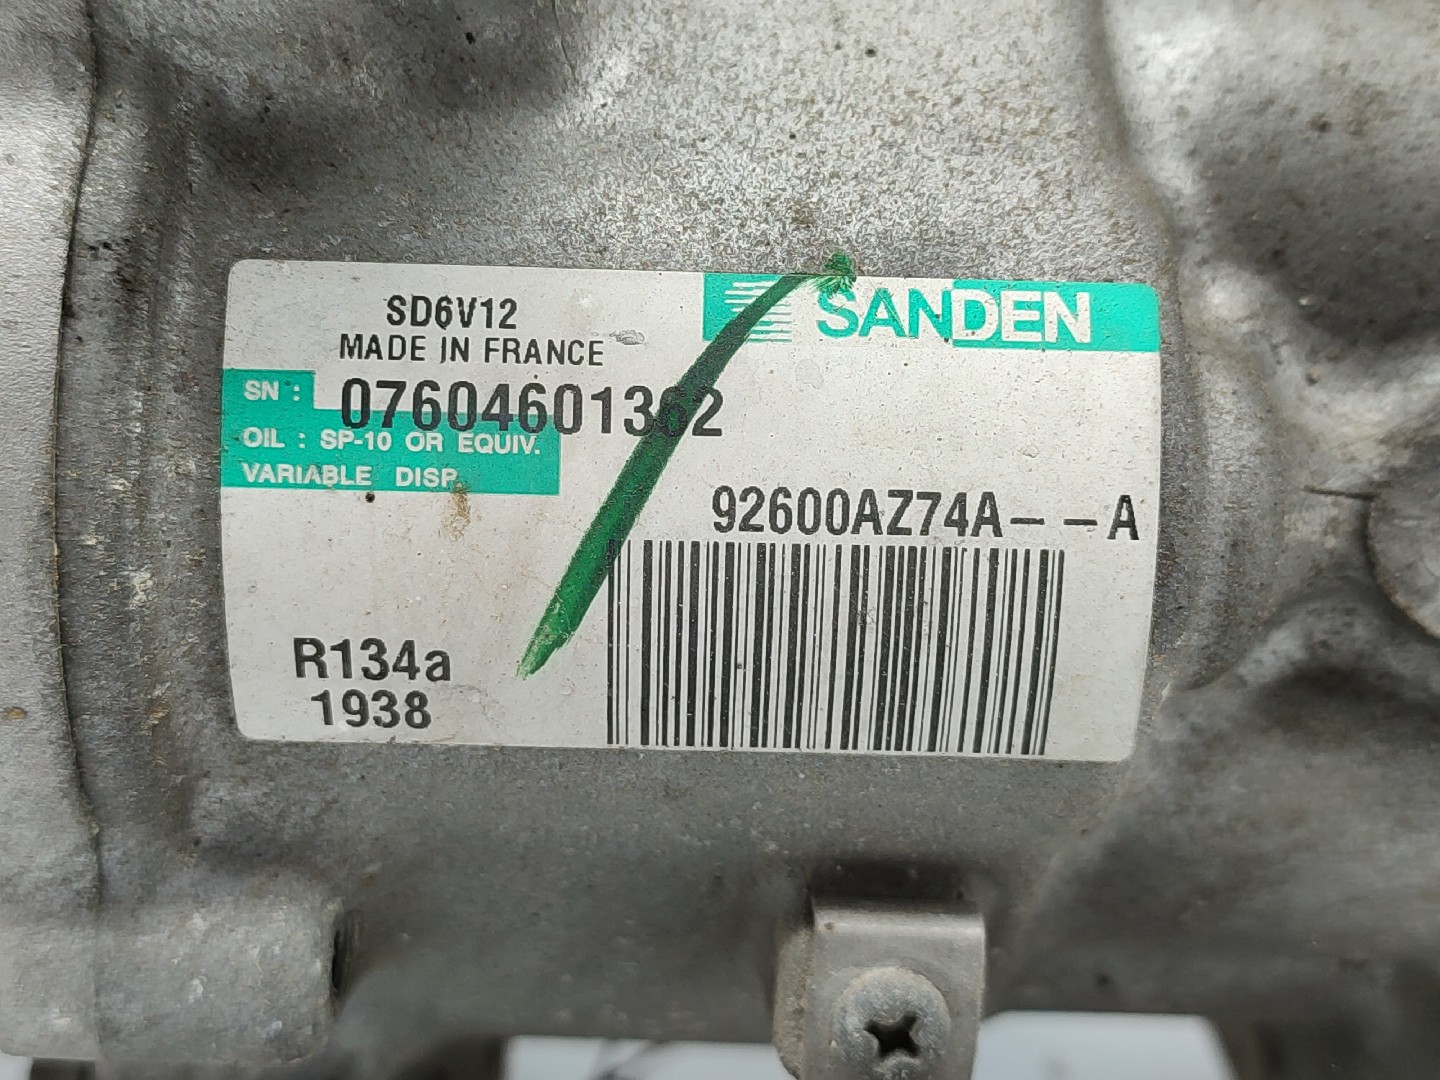 SD6V12
MADE IN FRANCE
SANDEN
SN :
07604601362
OIL : SP-10 OR EQUIV.
VARIABLE DISP.
92600AZ74A- -A
R134a
1938